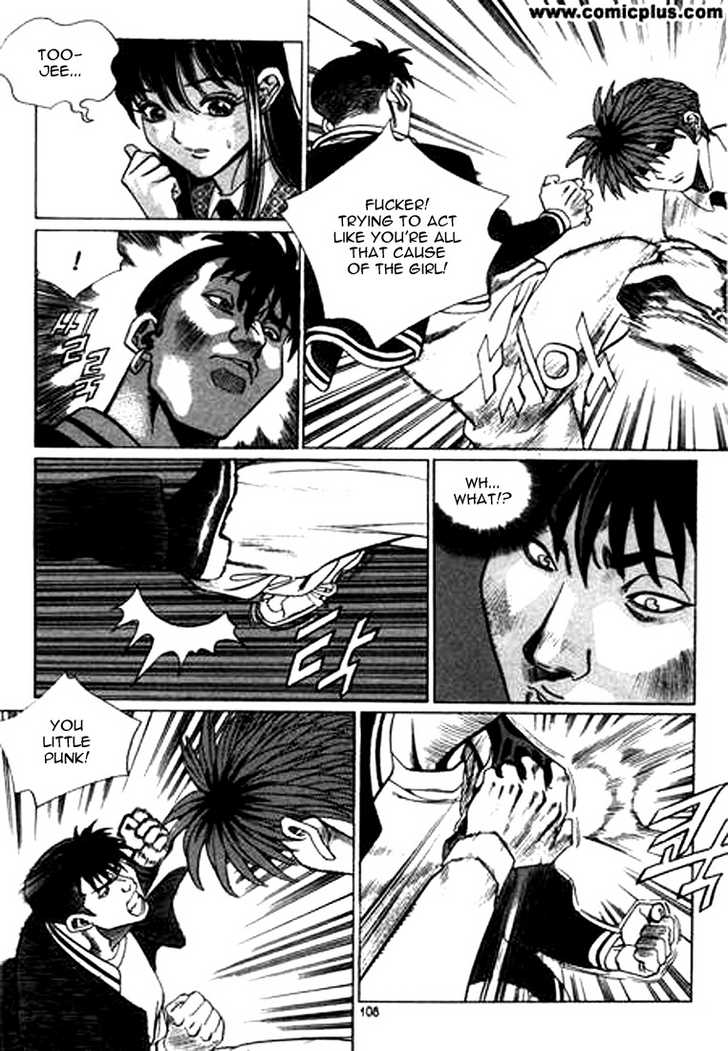 www.comicplus.com
TOO-
JEE...
FUCKER!
TRYING TO ACT
LIKE YOU'RE ALL
THAT CAUSE
OF THE GIRL!
!
WH...
WHAT!?
탁
YOU
LITTLE
PUNK!
106